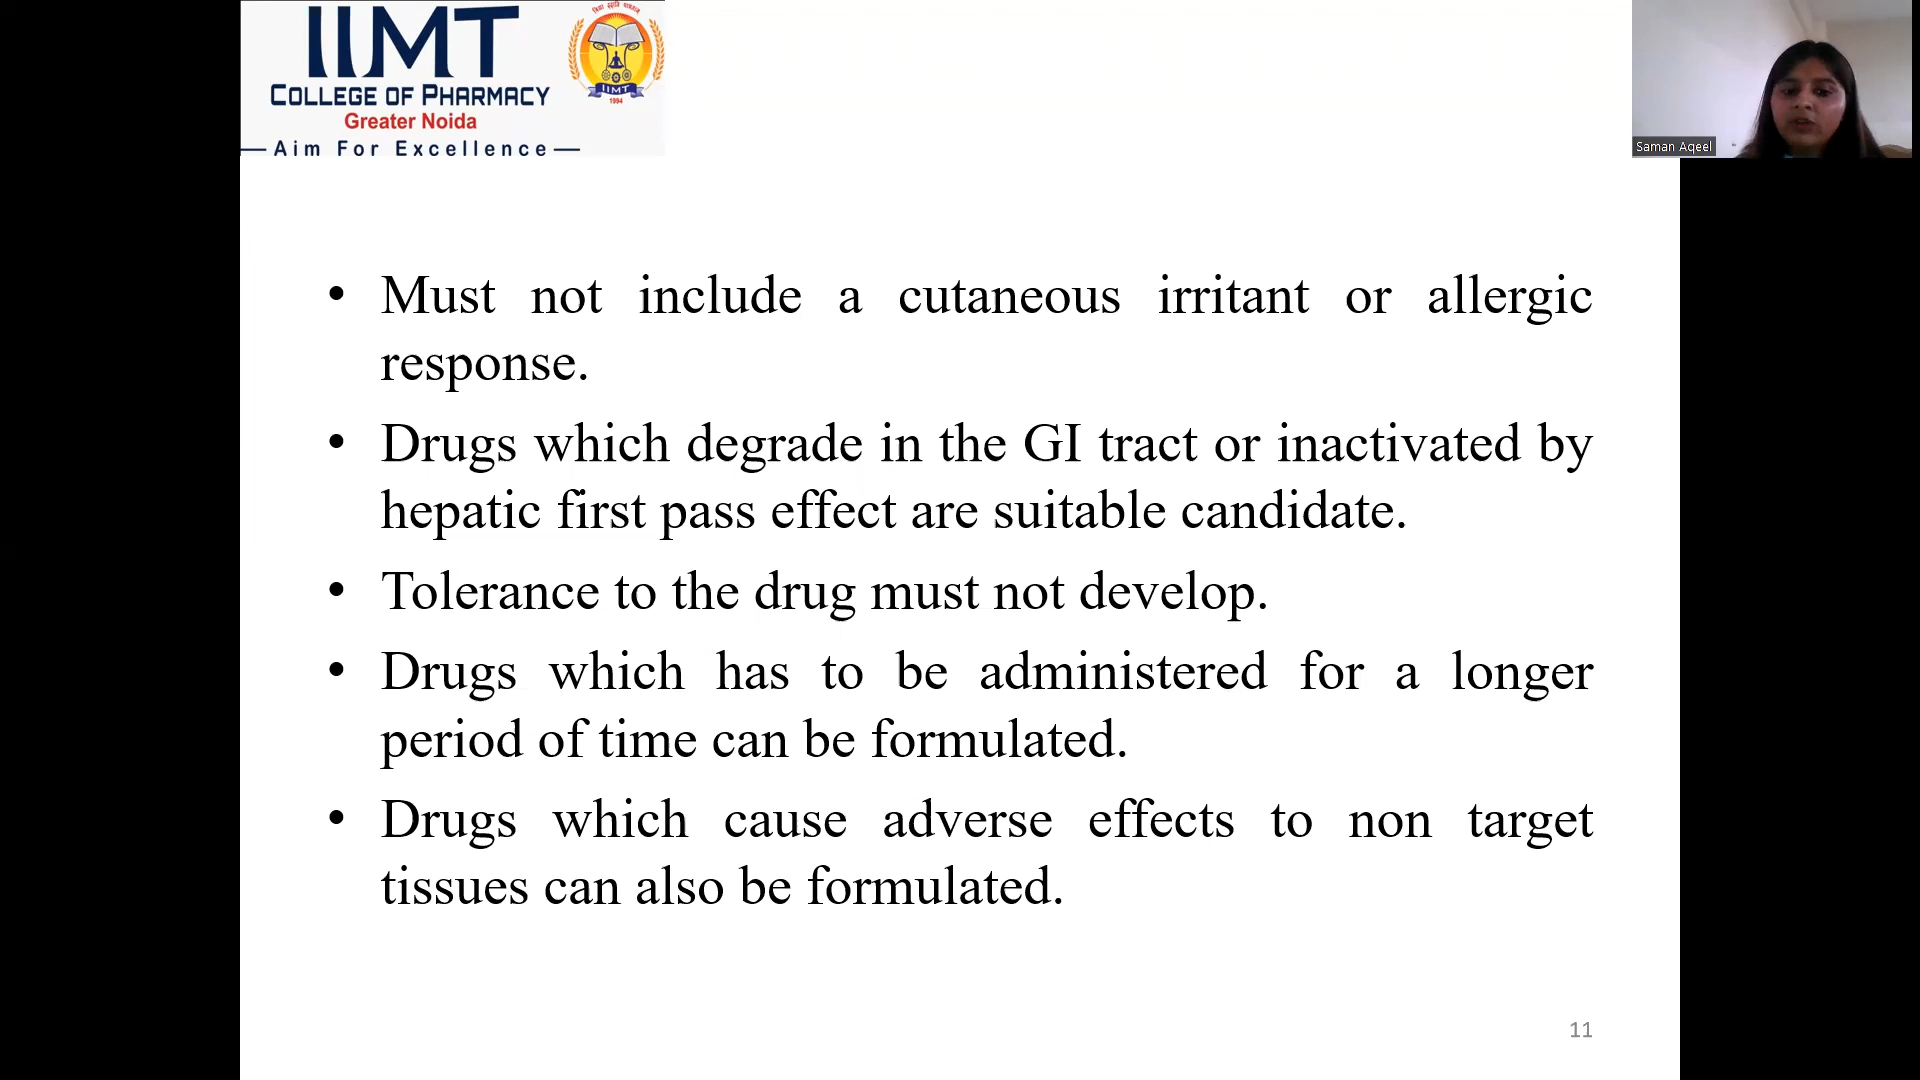 IIMT
COLLEGE OF PHARMACY
Greater Noida
Aim For Excellence
IIMT
1994
Saman Aqeel
• Must not include a cutaneous irritant or allergic
response.
• Drugs which degrade in the GI tract or inactivated by
hepatic first pass effect are suitable candidate.
• Tolerance to the drug must not develop.
• Drugs which has to be administered for a longer
period of time can be formulated.
• Drugs which cause adverse effects to non target
tissues can also be formulated.
11